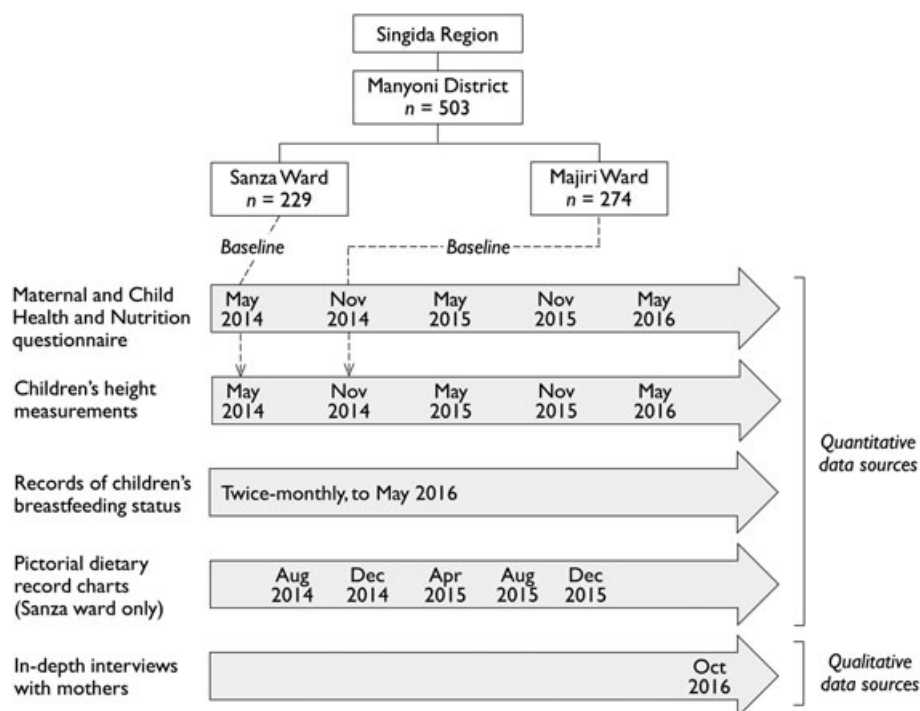 Singida Region
Manyoni District
n = 503
Sanza Ward
n = 229
Majiri Ward
n = 274
Baseline
Baseline
Maternal and Child
Health and Nutrition
questionnaire
May
2014
Nov
2014
May
2015
Nov
2015
May
2016
Children's height
measurements
May
2014
Nov
2014
May
2015
Nov
2015
May
2016
Quantitative
data sources
Records of children's
breastfeeding status
Twice-monthly, to May 2016
Pictorial dietary
record charts
(Sanza ward only)
Aug
2014
Dec
2014
Apr
2015
Aug
2015
Dec
2015
In-depth interviews
with mothers
Oct
2016
Qualitative
data sources